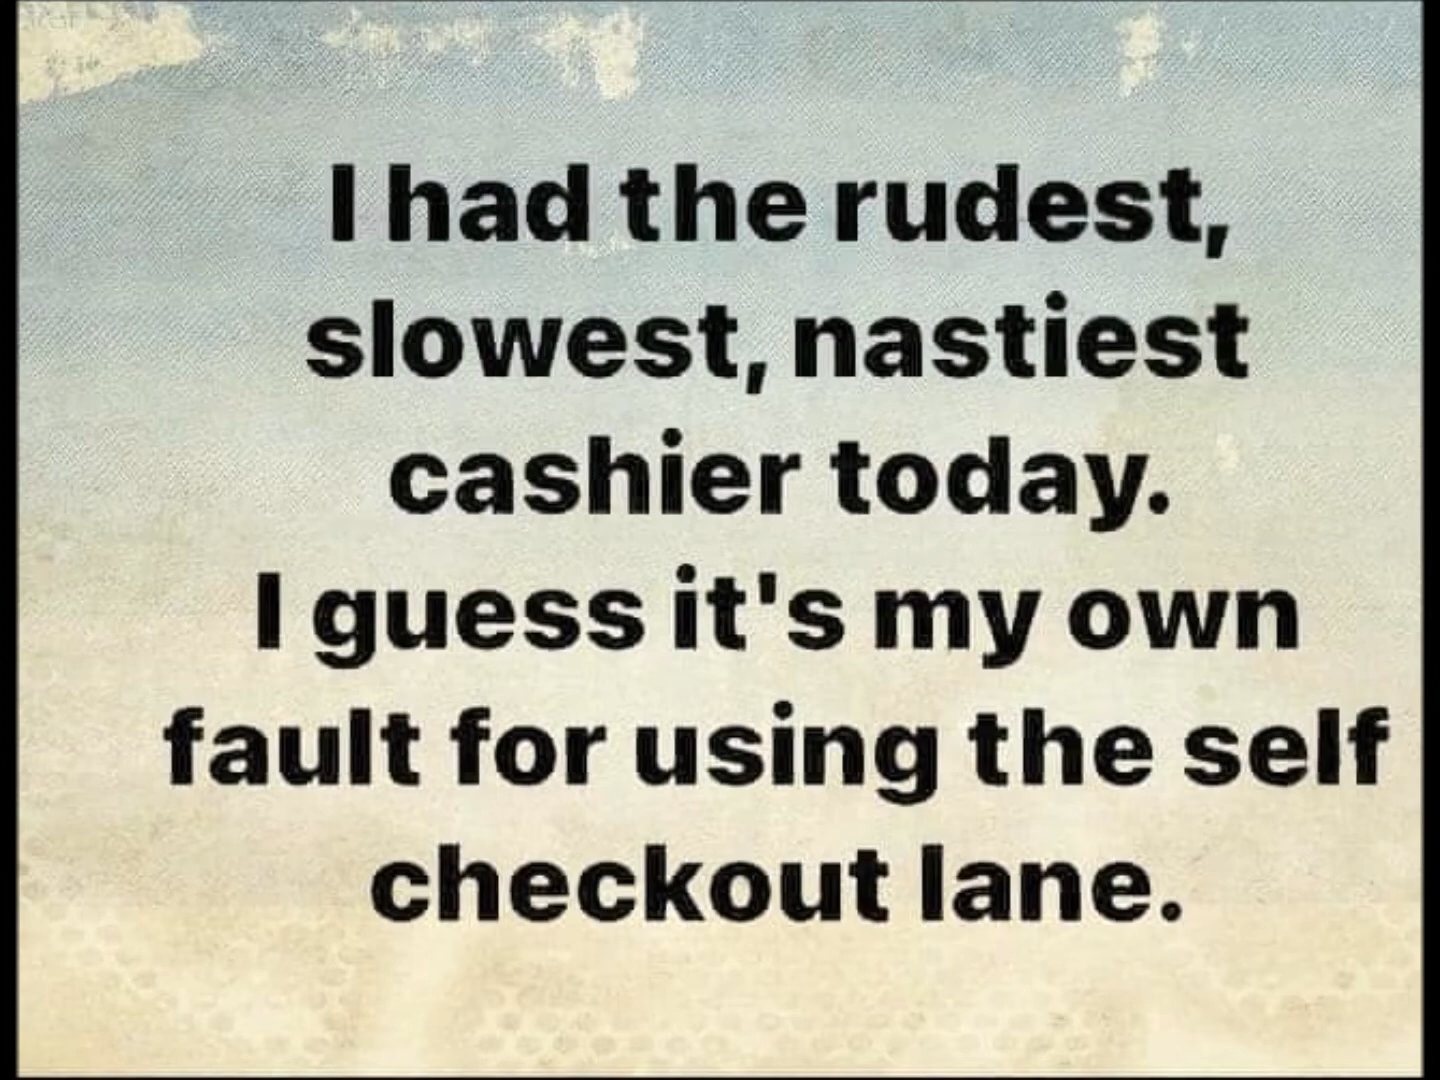 I had the rudest,
slowest, nastiest
cashier today.
I guess it's my own
fault for using the self
checkout lane.